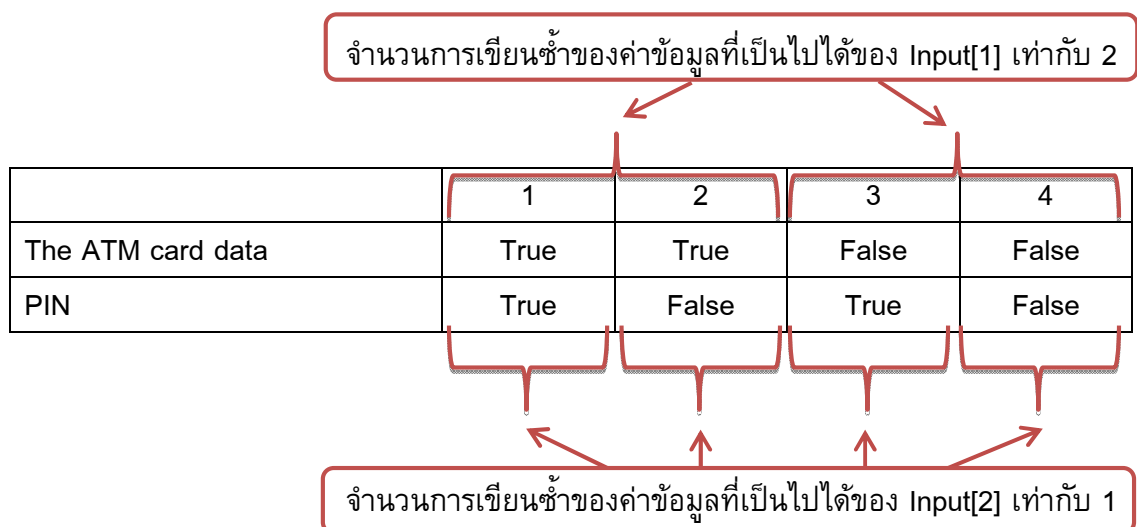 จำนวนการเขียนซ้ำของค่าข้อมูลที่เป็นไปได้ของ Input[1] เท่ากับ 2
1 2 3 4
The ATM card data True True False False
PIN True False True False
จำนวนการเขียนซ้ำของค่าข้อมูลที่เป็นไปได้ของ Input[2] เท่ากับ 1